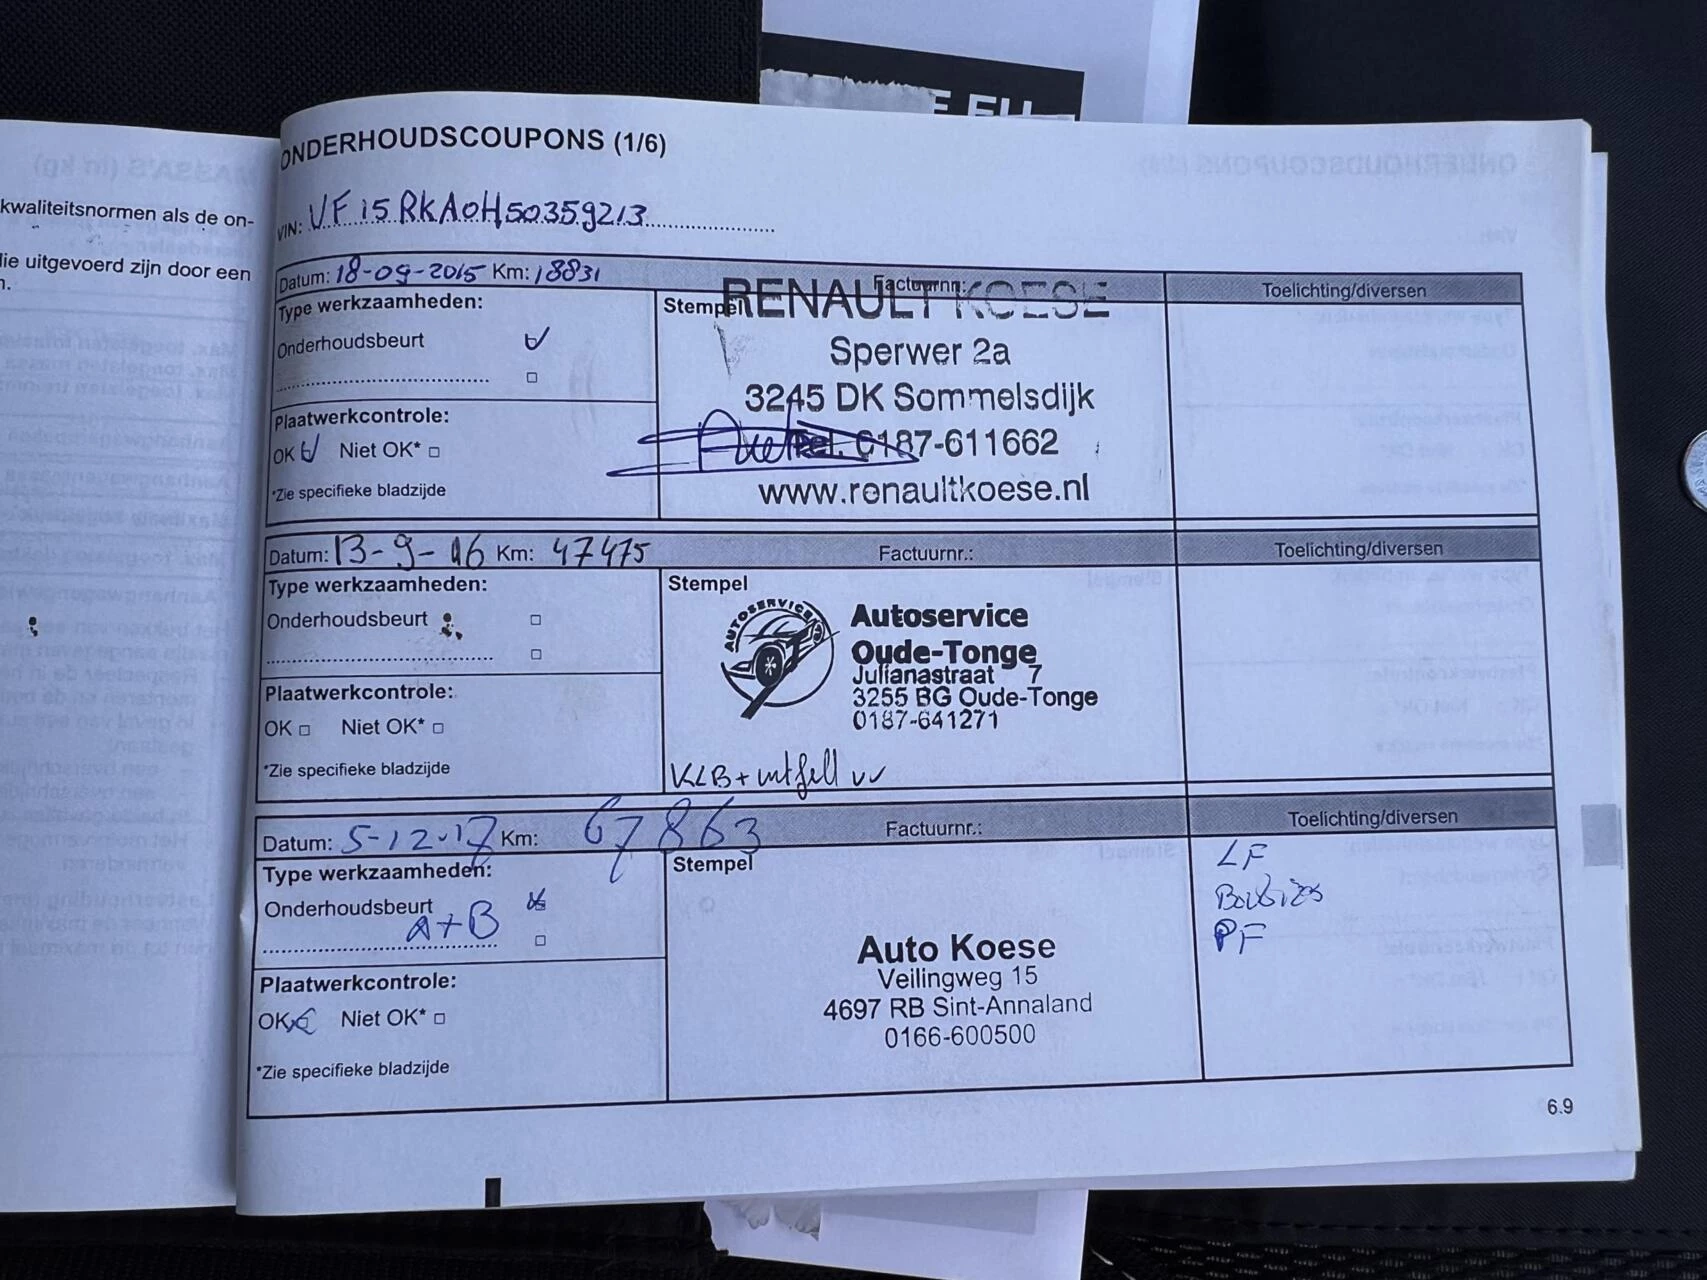 kwaliteitsnormen als de on-
die uitgevoerd zijn door een
n.
ONDERHOUDSCOUPONS (1/6)
VIN: VF15RKA0H50359213
Datum: 18-09-2015 Km: 18831 Factuurnr.: Toelichting/diversen
Type werkzaamheden:
Onderhoudsbeurt
Plaatwerkcontrole:
OK Niet OK*
*Zie specifieke bladzijde
Stempel
RENAULT KOESE
Sperwer 2a
3245 DK Sommelsdijk
Tel. 0187-611662
www.renaultkoese.nl
Datum: 13-9-16 Km: 47475 Factuurnr.: Toelichting/diversen
Type werkzaamheden:
Onderhoudsbeurt
Plaatwerkcontrole:
OK Niet OK*
*Zie specifieke bladzijde
Stempel
AUTOSERVICE
Autoservice
Oude-Tonge
Julianastraat 7
3255 BG Oude-Tonge
0187-641271
Datum: 5-12-17 Km: 67863 Factuurnr.: Toelichting/diversen
Type werkzaamheden:
Onderhoudsbeurt
A+B
Plaatwerkcontrole:
OK Niet OK*
*Zie specifieke bladzijde
Stempel
Auto Koese
Veilingweg 15
4697 RB Sint-Annaland
0166-600500
LF
PF
6.9